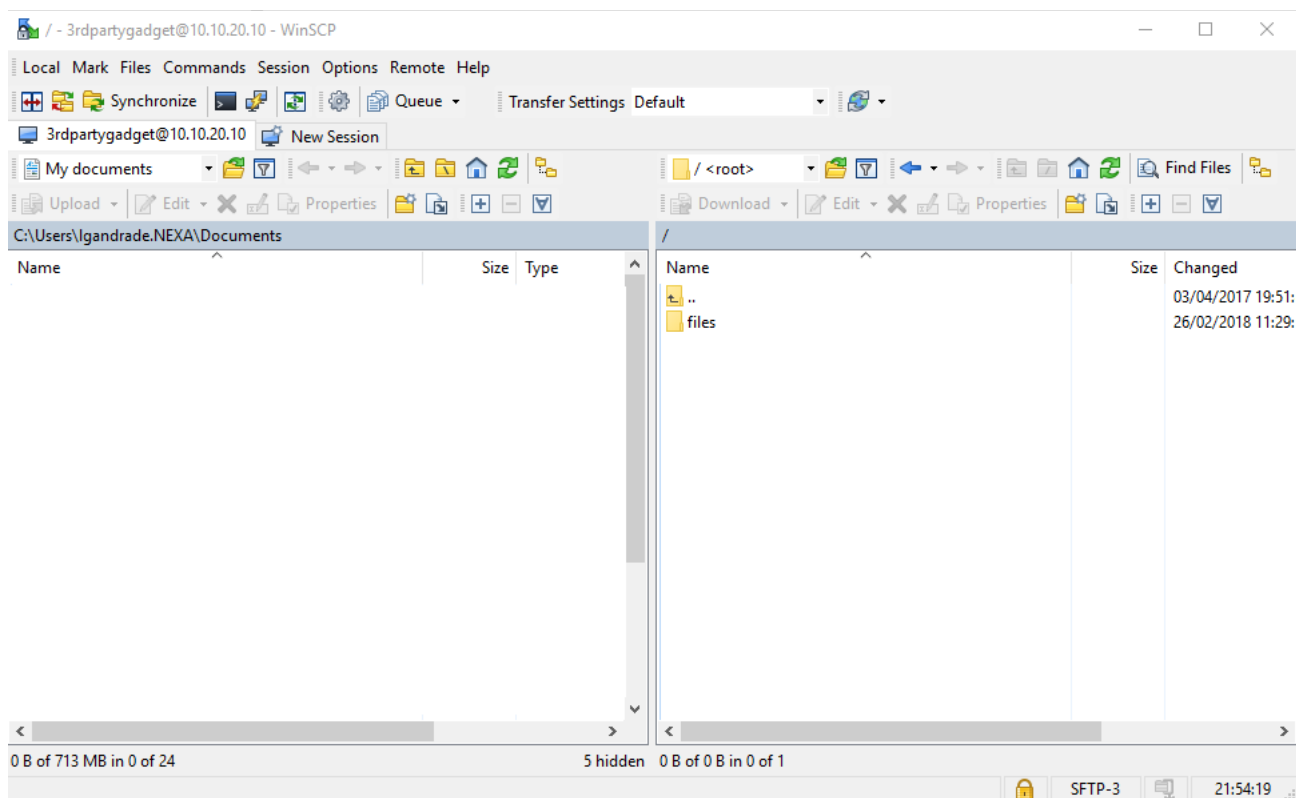 / - 3rdpartygadget@10.10.20.10 - WinSCP
Local Mark Files Commands Session Options Remote Help
Synchronize Queue Transfer Settings Default
3rdpartygadget@10.10.20.10 New Session
My documents / <root> Find Files
Upload Edit Properties Download Edit Properties
C:\Users\lgandrade.NEXA\Documents /
Name Size Type Name Size Changed
.. 03/04/2017 19:51:
files 26/02/2018 11:29:
0 B of 713 MB in 0 of 24 5 hidden 0 B of 0 B in 0 of 1
SFTP-3 21:54:19